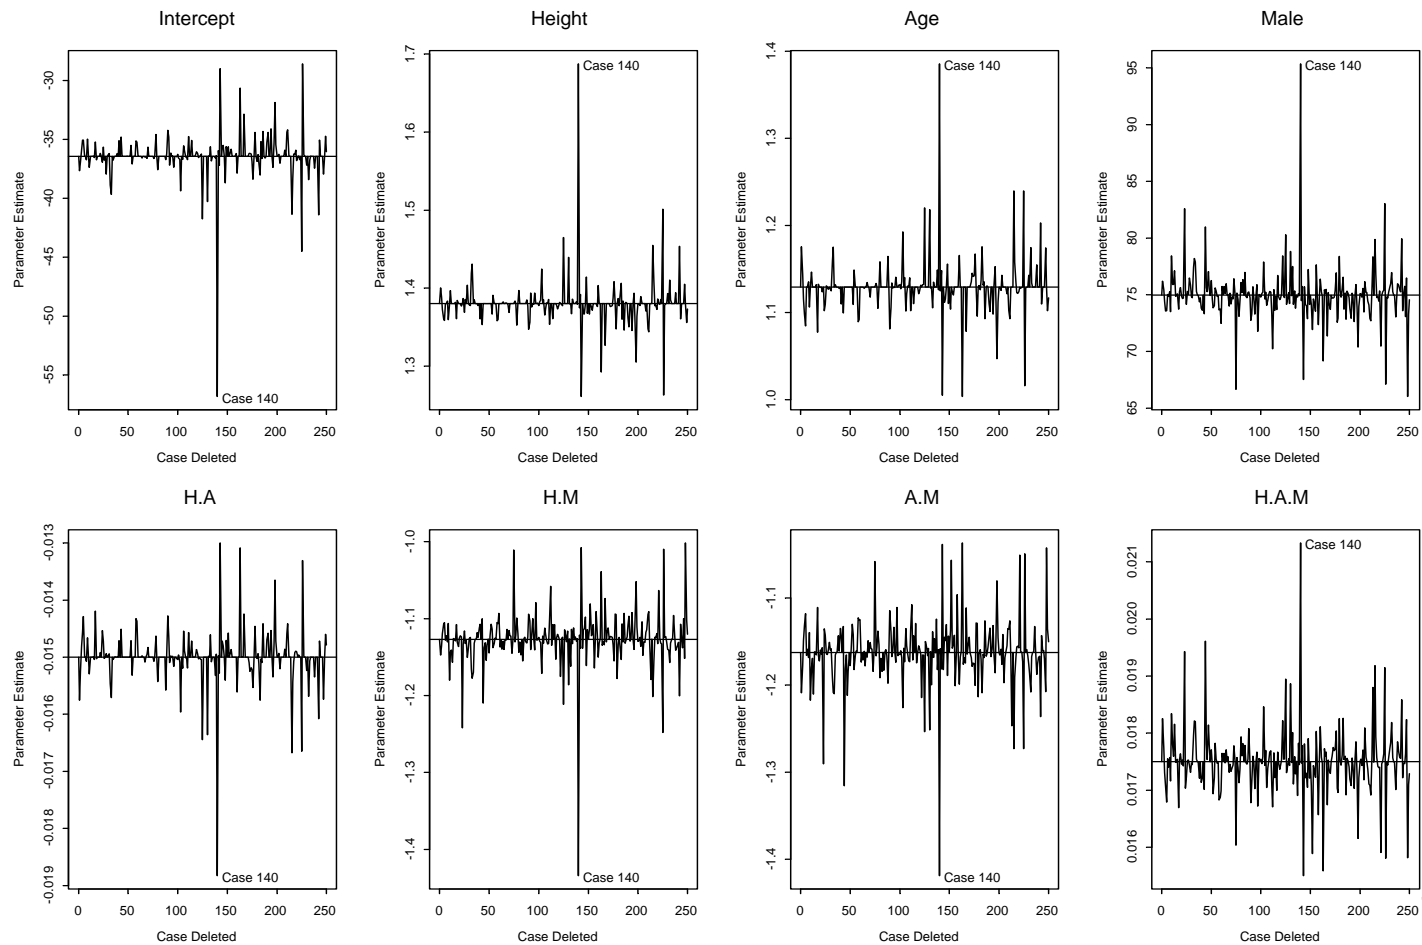 Intercept
Height
Age
Male
Parameter Estimate
-30
-35
-40
-45
-50
-55
Case 140
0 50 100 150 200 250
Case Deleted
Parameter Estimate
1.7
1.6
1.5
1.4
1.3
Case 140
0 50 100 150 200 250
Case Deleted
Parameter Estimate
1.4
1.3
1.2
1.1
1.0
Case 140
0 50 100 150 200 250
Case Deleted
Parameter Estimate
95
90
85
80
75
70
65
Case 140
0 50 100 150 200 250
Case Deleted
H.A
H.M
A.M
H.A.M
Parameter Estimate
-0.013
-0.014
-0.015
-0.016
-0.017
-0.018
-0.019
Case 140
0 50 100 150 200 250
Case Deleted
Parameter Estimate
-1.0
-1.1
-1.2
-1.3
-1.4
Case 140
0 50 100 150 200 250
Case Deleted
Parameter Estimate
-1.1
-1.2
-1.3
-1.4
Case 140
0 50 100 150 200 250
Case Deleted
Parameter Estimate
0.021
0.020
0.019
0.018
0.017
0.016
Case 140
0 50 100 150 200 250
Case Deleted